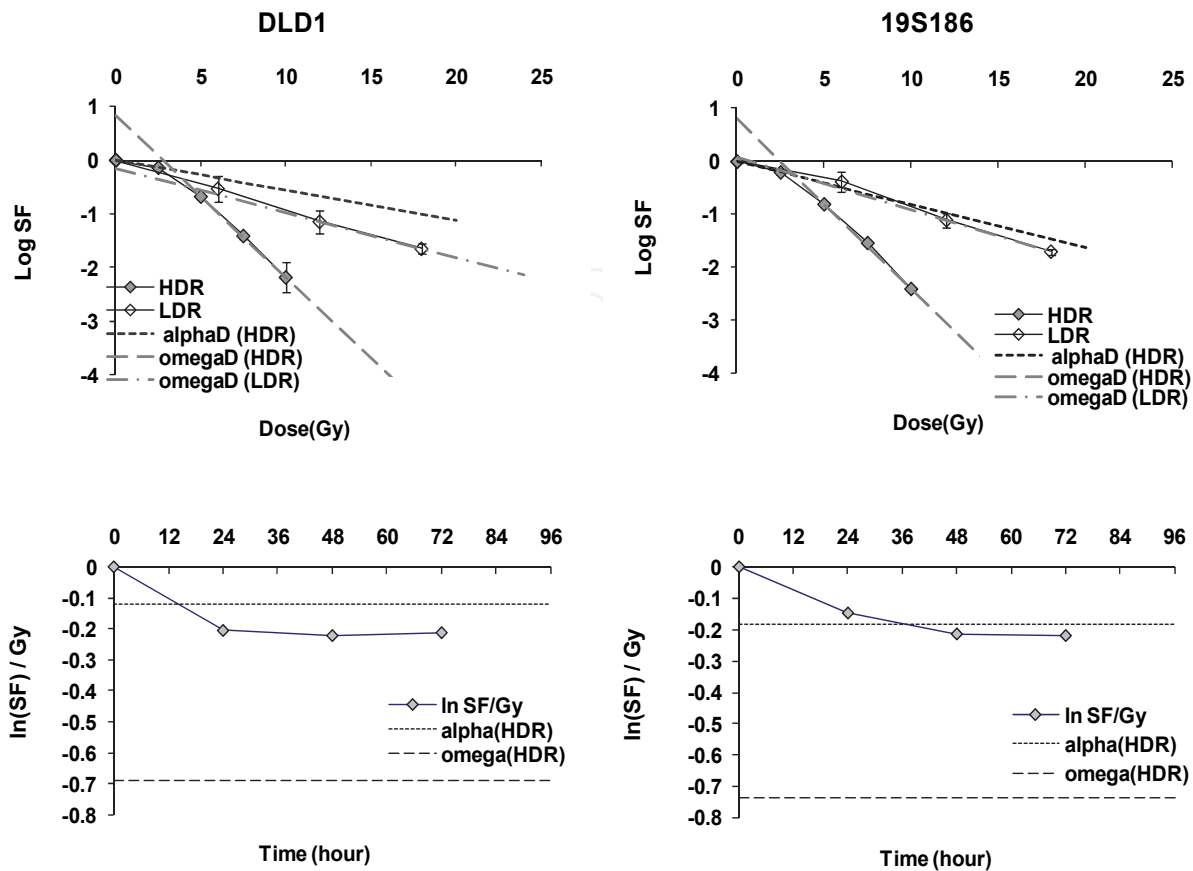 DLD1
0 5 10 15 20 25
1
0
-1
-2
-3
-4
Log SF
HDR
LDR
alphaD (HDR)
omegaD (HDR)
omegaD (LDR)
Dose(Gy)
19S186
0 5 10 15 20 25
1
0
-1
-2
-3
-4
Log SF
HDR
LDR
alphaD (HDR)
omegaD (HDR)
omegaD (LDR)
Dose(Gy)
0 12 24 36 48 60 72 84 96
0
-0.1
-0.2
-0.3
-0.4
-0.5
-0.6
-0.7
-0.8
ln(SF) / Gy
ln SF/Gy
alpha(HDR)
omega(HDR)
Time (hour)
0 12 24 36 48 60 72 84 96
0
-0.1
-0.2
-0.3
-0.4
-0.5
-0.6
-0.7
-0.8
ln(SF) / Gy
ln SF/Gy
alpha(HDR)
omega(HDR)
Time (hour)